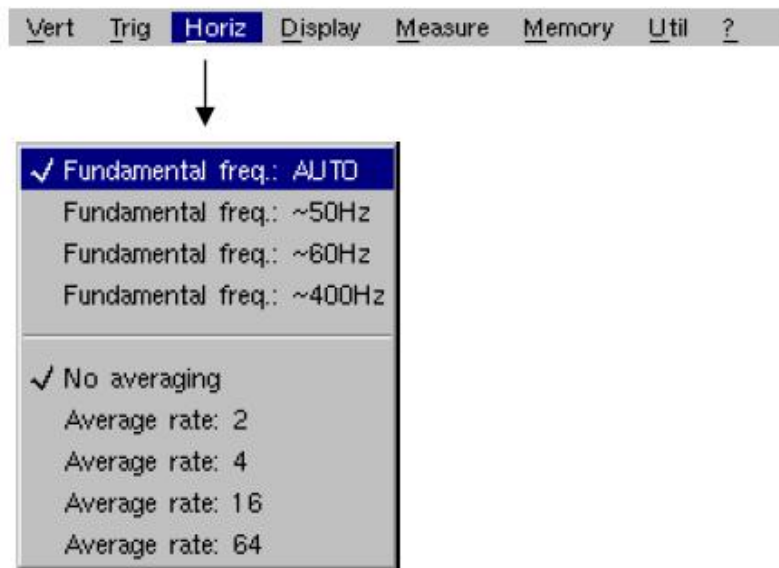 Vert Trig Horiz Display Measure Memory Util ?
✓ Fundamental freq.: AUTO
Fundamental freq.: ~50Hz
Fundamental freq.: ~60Hz
Fundamental freq.: ~400Hz
✓ No averaging
Average rate: 2
Average rate: 4
Average rate: 16
Average rate: 64